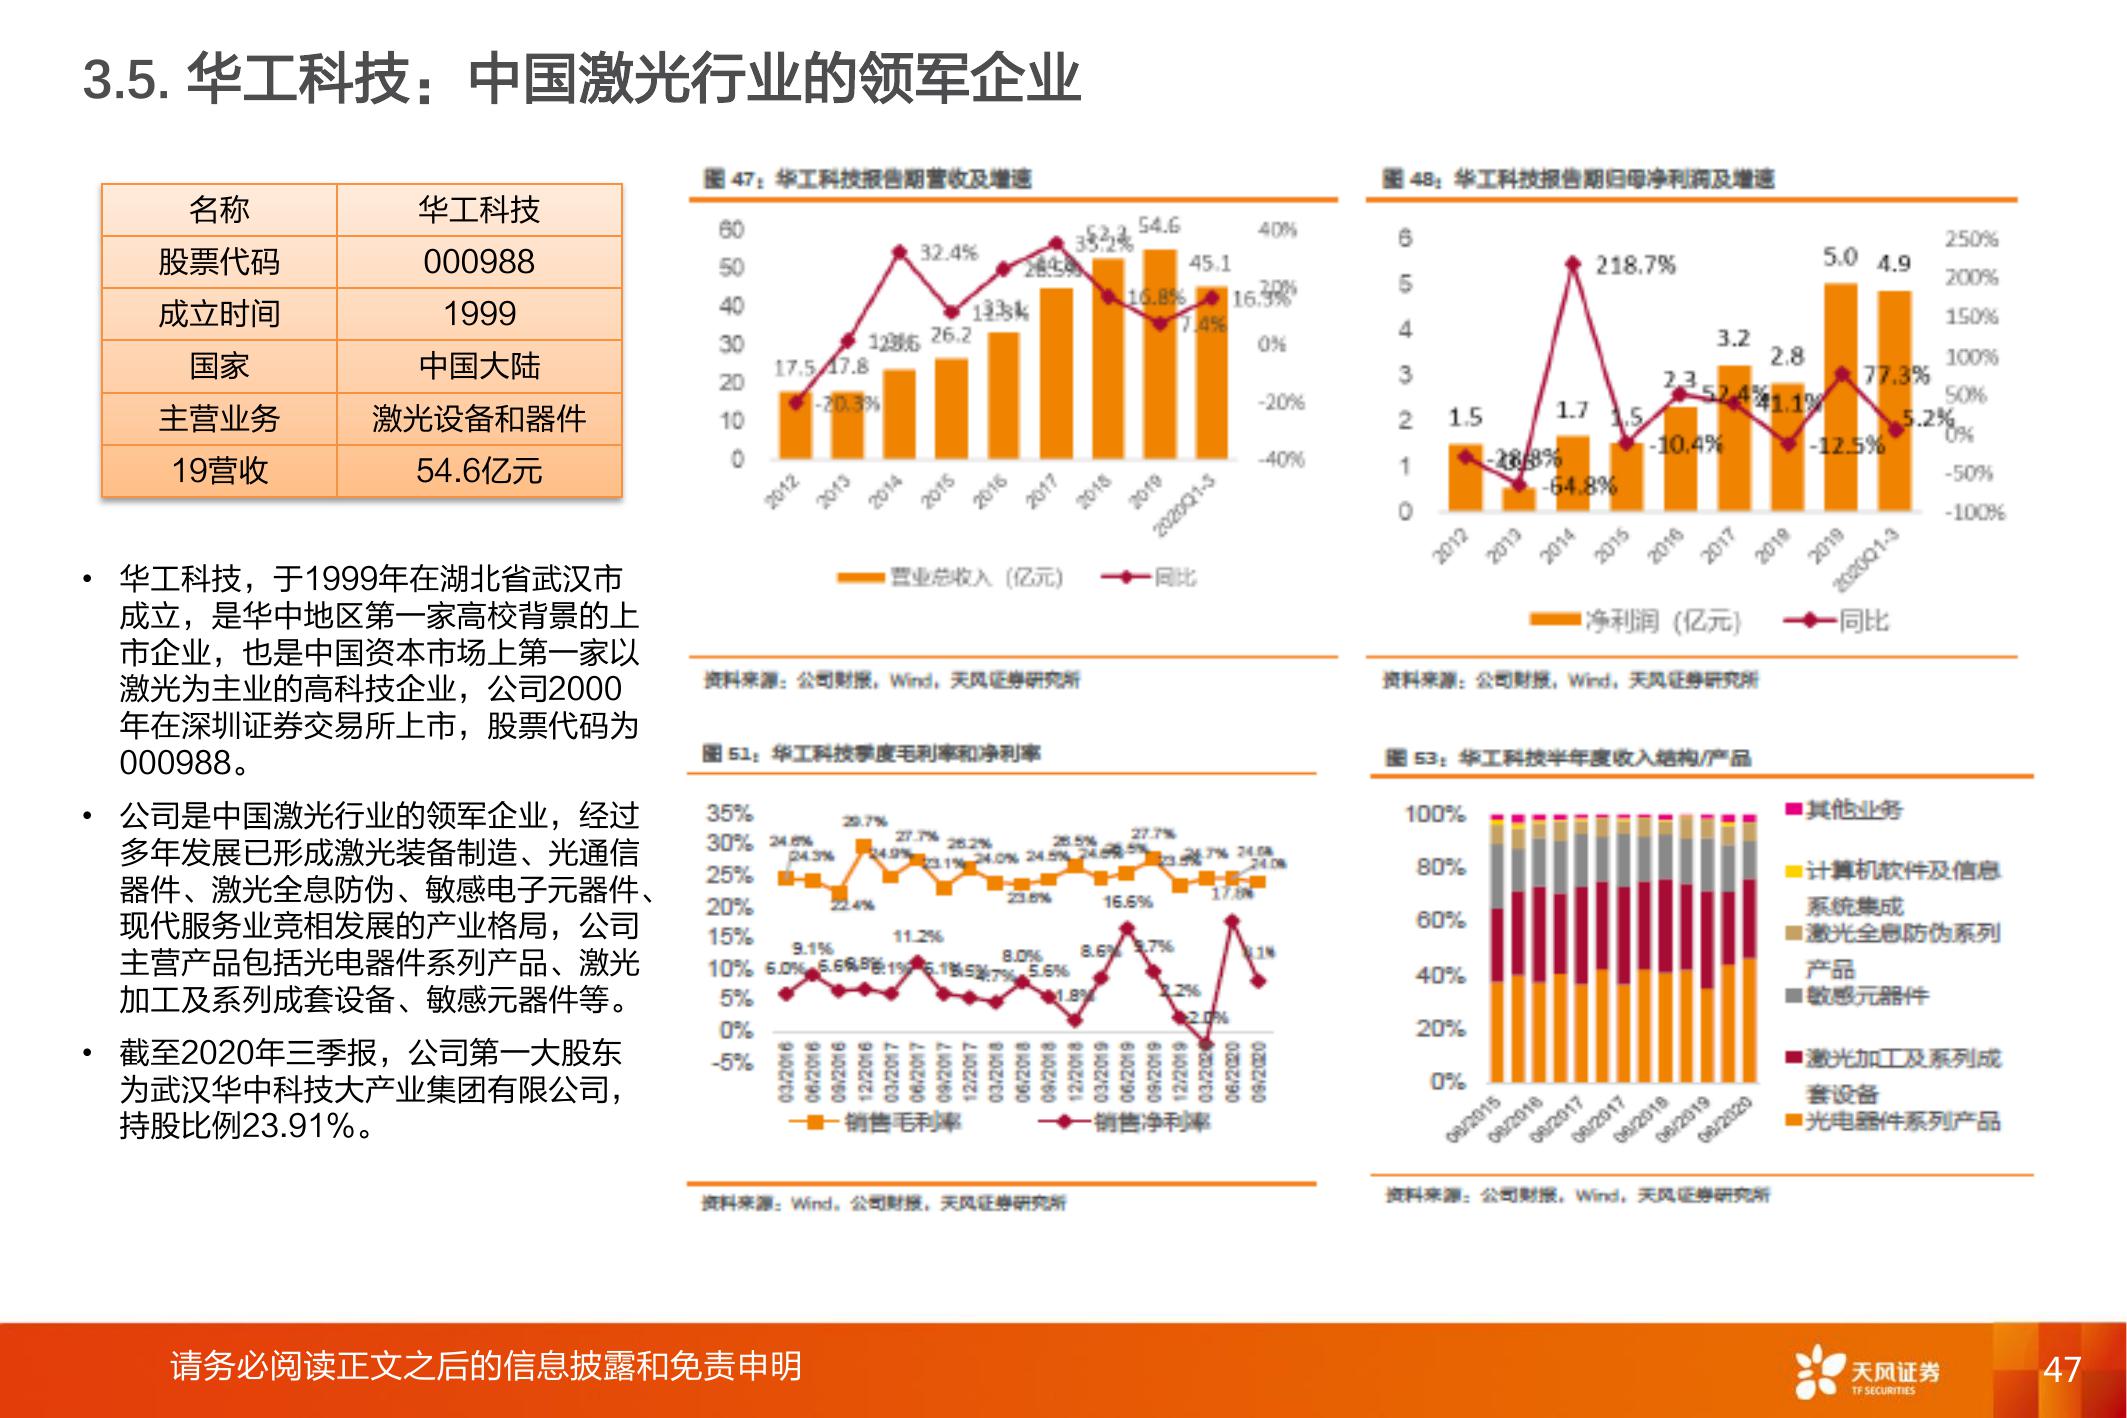 3.5. 华工科技：中国激光行业的领军企业
名称 华工科技
股票代码 000988
成立时间 1999
国家 中国大陆
主营业务 激光设备和器件
19营收 54.6亿元
• 华工科技，于1999年在湖北省武汉市
成立，是华中地区第一家高校背景的上
市企业，也是中国资本市场上第一家以
激光为主业的高科技企业，公司2000
年在深圳证券交易所上市，股票代码为
000988。
• 公司是中国激光行业的领军企业，经过
多年发展已形成激光装备制造、光通信
器件、激光全息防伪、敏感电子元器件、
现代服务业竞相发展的产业格局，公司
主营产品包括光电器件系列产品、激光
加工及系列成套设备、敏感元器件等。
• 截至2020年三季报，公司第一大股东
为武汉华中科技大产业集团有限公司，
持股比例23.91%。
图 47：华工科技报告期营收及增速
60 50 40 30 20 10 0
40% 20% 0% -20% -40%
17.5 17.8 26.2 33.1 52.3 54.6 45.1
-20.3% 32.4% 35.2% 16.8% 7.4% 16.3%
2012 2013 2014 2015 2016 2017 2018 2019 2020Q1-3
营业总收入（亿元） 同比
资料来源：公司财报，Wind，天风证券研究所
图 48：华工科技报告期归母净利润及增速
6 5 4 3 2 1 0
250% 200% 150% 100% 50% 0% -50% -100%
1.5 1.7 1.5 2.3 3.2 2.8 5.0 4.9
-64.8% 218.7% -10.4% 52.4% 41.1% -12.5% 77.3% 5.2%
2012 2013 2014 2015 2016 2017 2019 2020Q1-3
净利润（亿元） 同比
资料来源：公司财报，Wind，天风证券研究所
图 51：华工科技季度毛利率和净利率
35% 30% 25% 20% 15% 10% 5% 0% -5%
24.6% 24.3% 22.4% 29.7% 24.9% 27.7% 23.1% 26.2% 24.0% 23.6% 24.5% 26.5% 27.7% 24.0%
6.0% 9.1% 11.2% 8.0% 5.6% 1.8% 8.6% 16.6% 9.7% 2.2% -2.0% 17.8% 8.1%
03/2016 06/2016 09/2016 12/2016 03/2017 06/2017 09/2017 12/2017 03/2018 06/2018 09/2018 12/2018 03/2019 06/2019 09/2019 12/2019 03/2020 06/2020 09/2020
销售毛利率 销售净利率
资料来源：Wind，公司财报，天风证券研究所
图 53：华工科技半年度收入结构/产品
100% 80% 60% 40% 20% 0%
06/2015 06/2016 06/2017 06/2017 06/2018 06/2019 06/2020
其他业务
计算机软件及信息
系统集成
激光全息防伪系列
产品
敏感元器件
激光加工及系列成
套设备
光电器件系列产品
资料来源：公司财报，Wind，天风证券研究所
请务必阅读正文之后的信息披露和免责申明
天风证券
TF SECURITIES
47